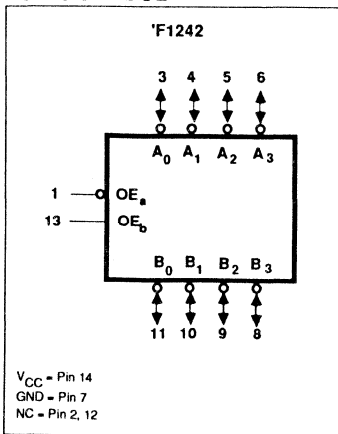 'F1242
3 4 5 6
A0 A1 A2 A3
1 OEa
13 OEb
B0 B1 B2 B3
11 10 9 8
VCC = Pin 14
GND = Pin 7
NC = Pin 2, 12